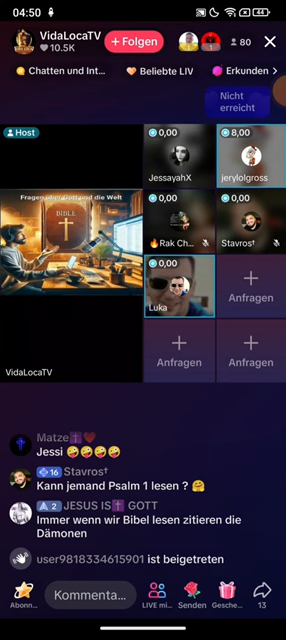 04:50
44
VidaLocaTV
10.5K
+ Folgen
1
80
Chatten und Int...
Beliebte LIV
Erkunden
Nicht
erreicht
Host
0,00
8,00
JessayahX
jerylolgross
Fragen über Gott und die Welt
BIBLE
0,00
0,00
Rak Ch...
Stavros†
Luka
Anfragen
VidaLocaTV
Anfragen
Anfragen
Matze✝️❤️
Jessi 🤪🤪🤪🤪
16 Stavros†
Kann jemand Psalm 1 lesen ? 🤗
2 JESUS IS✝️ GOTT
Immer wenn wir Bibel lesen zitieren die
Dämonen
user9818334615901 ist beigetreten
Abonn...
Kommenta...
LIVE mi...
Senden
Gesche...
13